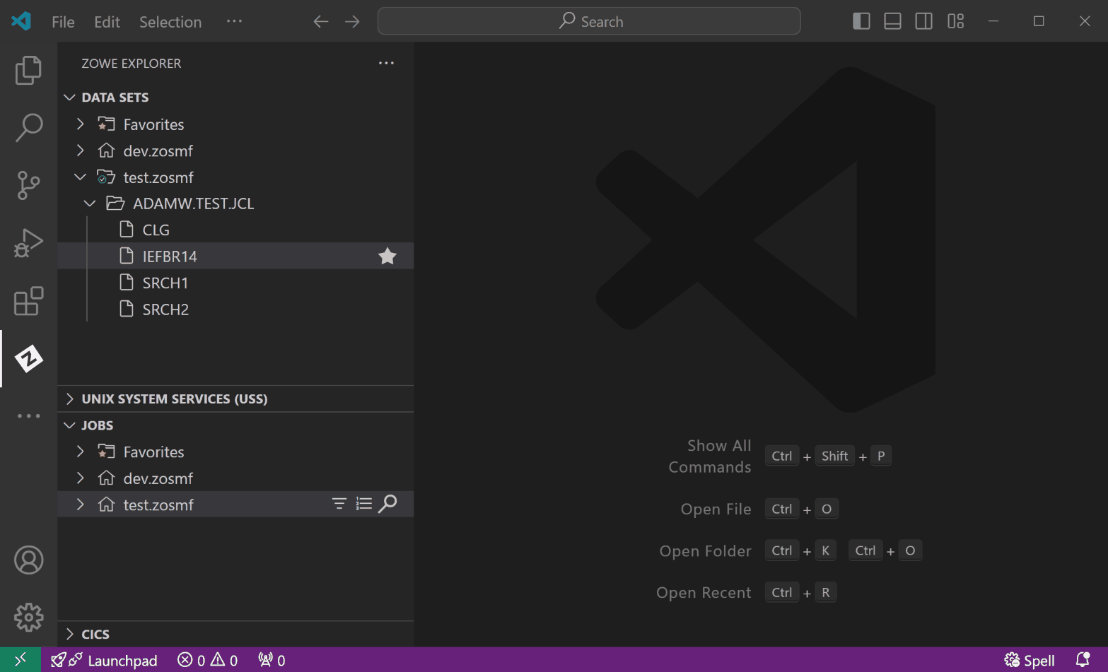 File Edit Selection ···
Search
ZOWE EXPLORER
DATA SETS
Favorites
dev.zosmf
test.zosmf
ADAMW.TEST.JCL
CLG
IEFBR14
SRCH1
SRCH2
UNIX SYSTEM SERVICES (USS)
JOBS
Favorites
dev.zosmf
test.zosmf
CICS
Show All
Commands
Ctrl + Shift + P
Open File Ctrl + O
Open Folder Ctrl + K Ctrl + O
Open Recent Ctrl + R
Launchpad 0 0 0 Spell